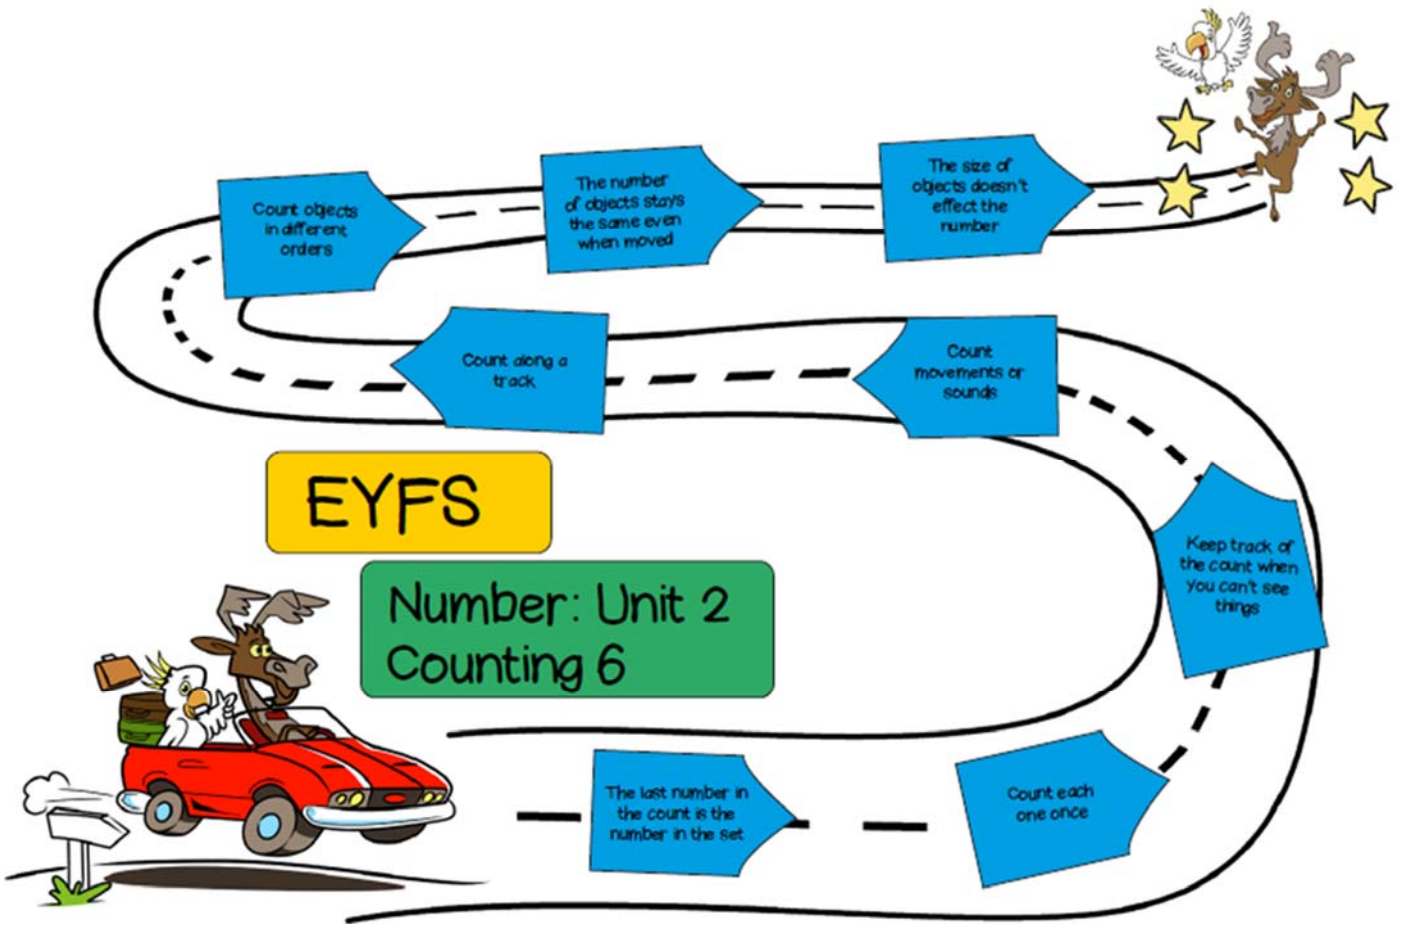 Count objects
in different
orders
The number
of objects stays
the same even
when moved
The size of
objects doesn't
effect the
number
Count along a
track
Count
movements or
sounds
EYFS
Keep track of
the count when
you can't see
things
Number: Unit 2
Counting 6
The last number in
the count is the
number in the set
Count each
one once